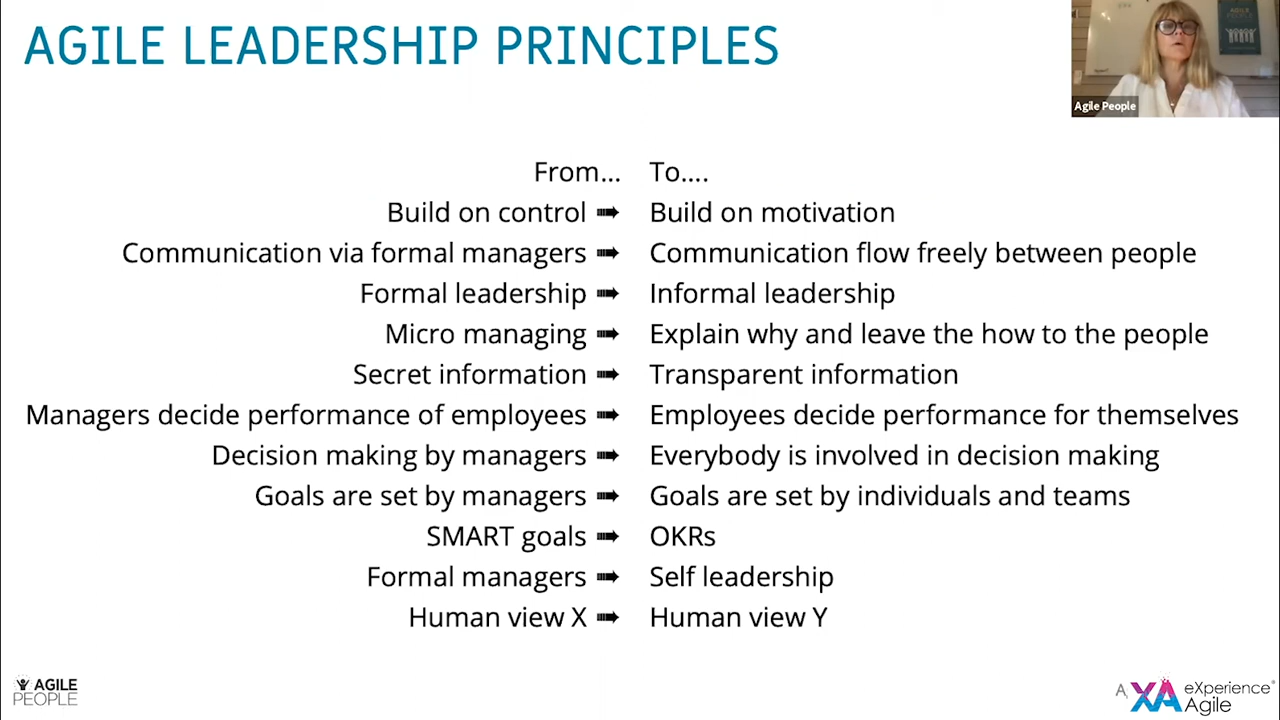 AGILE LEADERSHIP PRINCIPLES
Agile People
From... To....
Build on control ➠ Build on motivation
Communication via formal managers ➠ Communication flow freely between people
Formal leadership ➠ Informal leadership
Micro managing ➠ Explain why and leave the how to the people
Secret information ➠ Transparent information
Managers decide performance of employees ➠ Employees decide performance for themselves
Decision making by managers ➠ Everybody is involved in decision making
Goals are set by managers ➠ Goals are set by individuals and teams
SMART goals ➠ OKRs
Formal managers ➠ Self leadership
Human view X ➠ Human view Y
AGILE
PEOPLE
XA eXperience
Agile